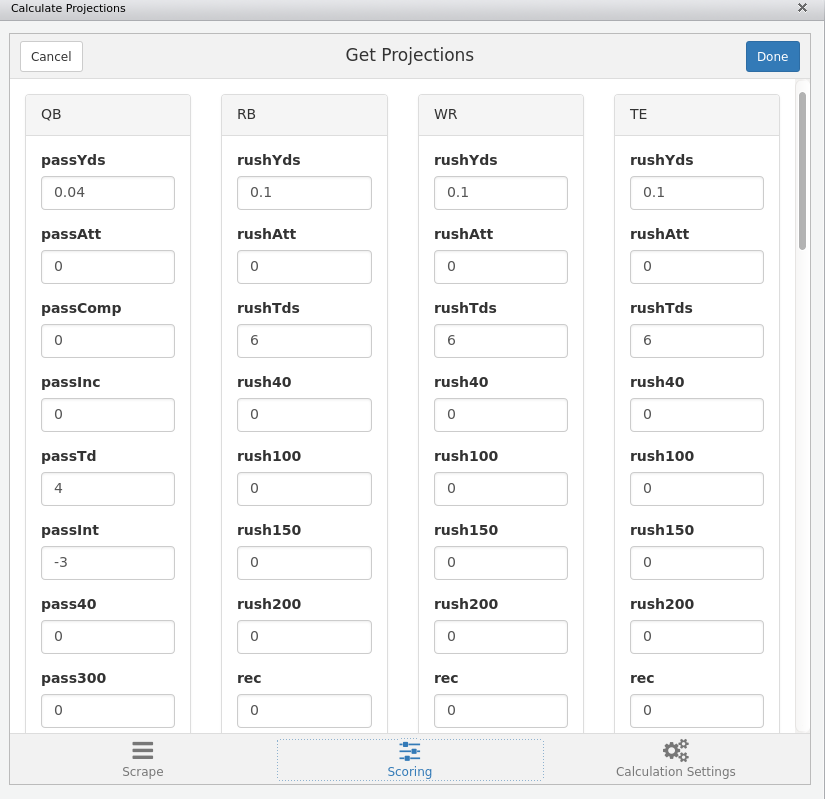 Calculate Projections ×
Cancel Get Projections Done
QB RB WR TE
passYds rushYds rushYds rushYds
0.04 0.1 0.1 0.1
passAtt rushAtt rushAtt rushAtt
0 0 0 0
passComp rushTds rushTds rushTds
0 6 6 6
passInc rush40 rush40 rush40
0 0 0 0
passTd rush100 rush100 rush100
4 0 0 0
passInt rush150 rush150 rush150
-3 0 0 0
pass40 rush200 rush200 rush200
0 0 0 0
pass300 rec rec rec
0 0 0 0
Scrape Scoring Calculation Settings